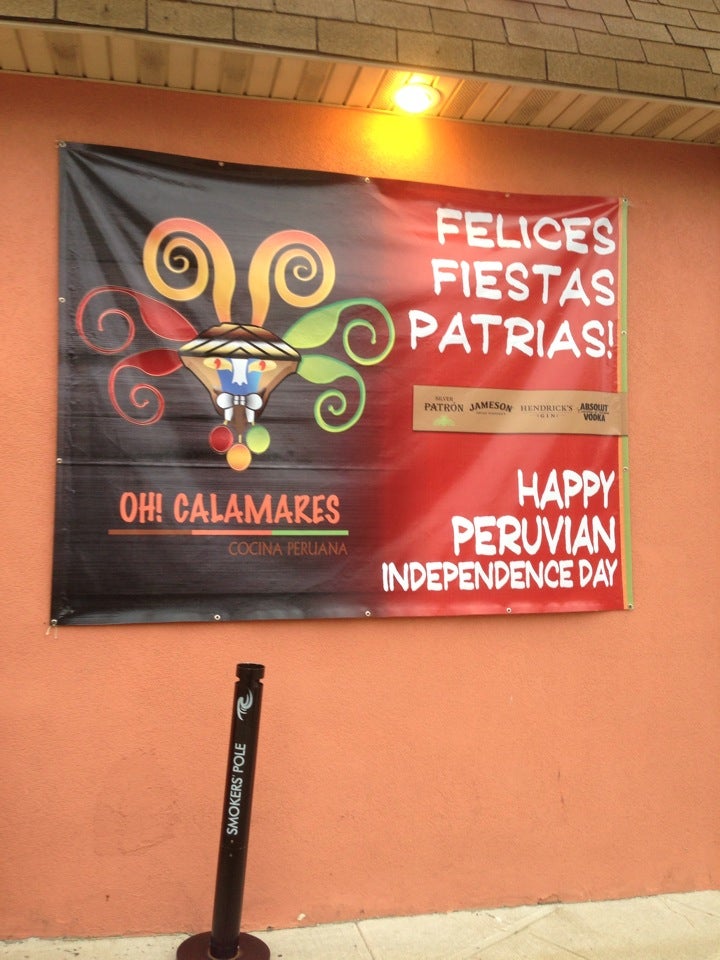 FELICES
FIESTAS
PATRIAS!
SILVER
PATRÓN JAMESON HENDRICK'S ABSOLUT
GIN VODKA
HAPPY
PERUVIAN
INDEPENDENCE DAY
OH! CALAMARES
COCINA PERUANA
SMOKERS' POLE